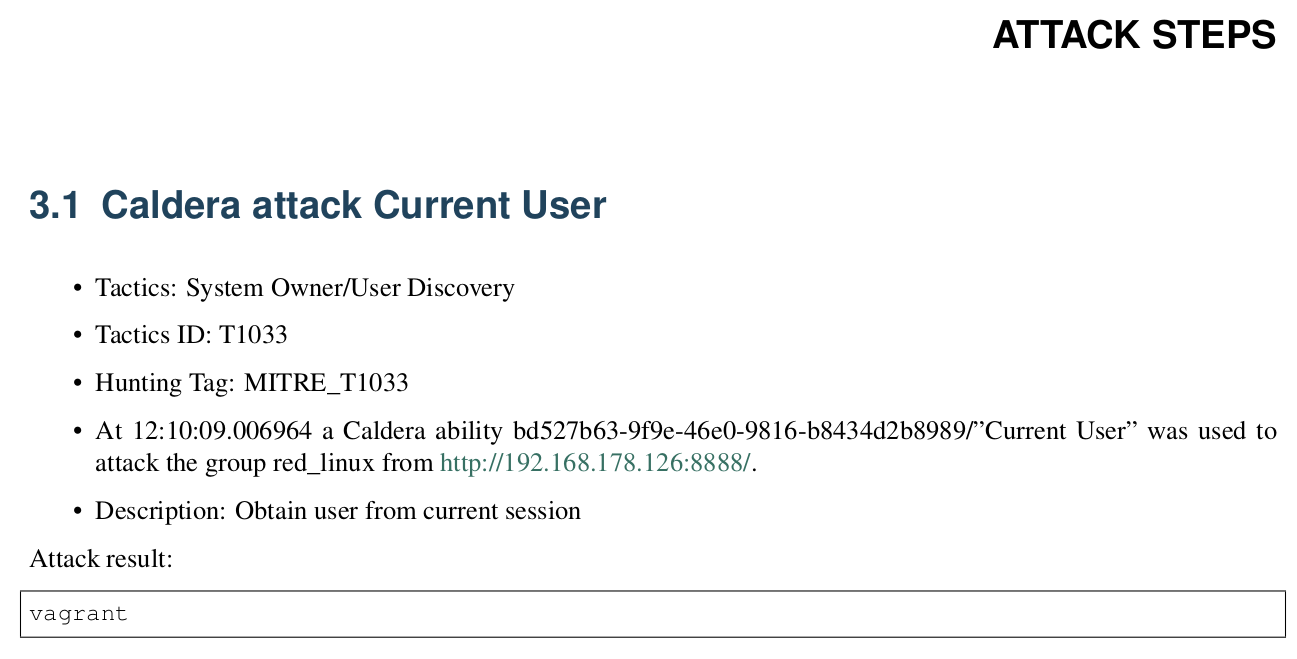 ATTACK STEPS
3.1 Caldera attack Current User
• Tactics: System Owner/User Discovery
• Tactics ID: T1033
• Hunting Tag: MITRE_T1033
• At 12:10:09.006964 a Caldera ability bd527b63-9f9e-46e0-9816-b8434d2b8989/”Current User” was used to
attack the group red_linux from http://192.168.178.126:8888/.
• Description: Obtain user from current session
Attack result:
vagrant